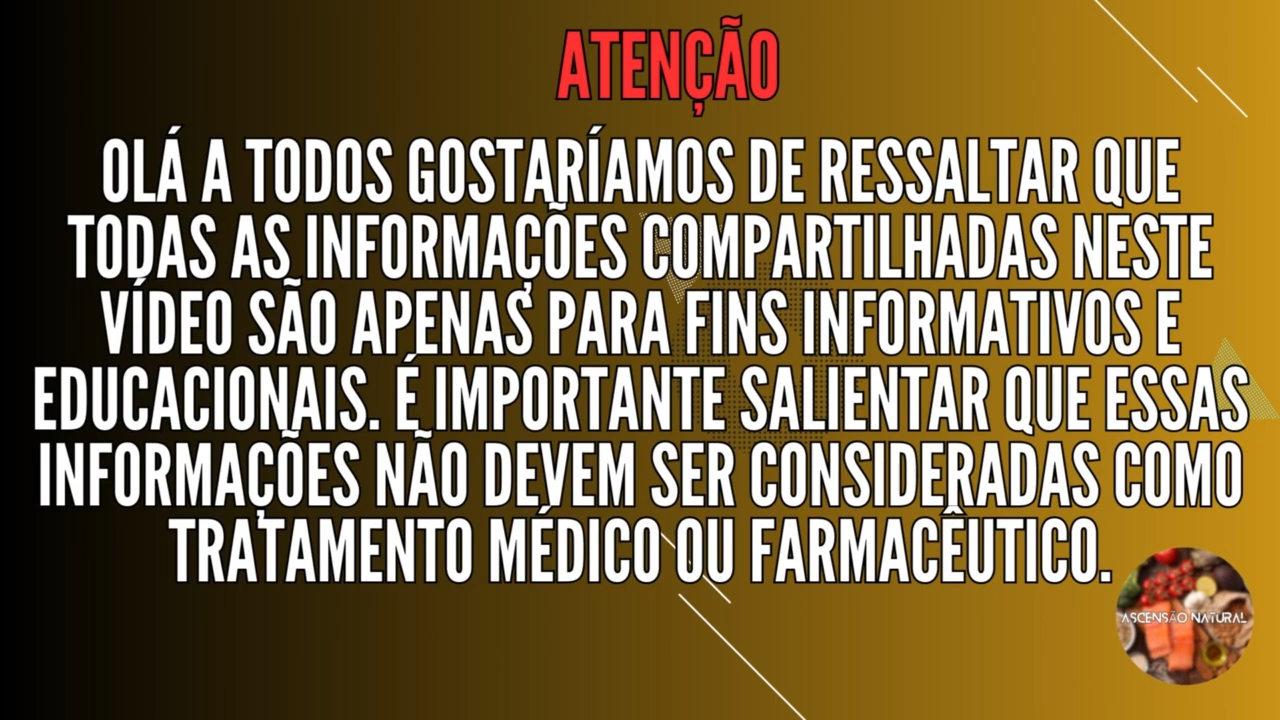 ATENÇÃO
OLÁ A TODOS GOSTARÍAMOS DE RESSALTAR QUE
TODAS AS INFORMAÇÕES COMPARTILHADAS NESTE
VÍDEO SÃO APENAS PARA FINS INFORMATIVOS E
EDUCACIONAIS. É IMPORTANTE SALIENTAR QUE ESSAS
INFORMAÇÕES NÃO DEVEM SER CONSIDERADAS COMO
TRATAMENTO MÉDICO OU FARMACÊUTICO.
ASCENSÃO NATURAL